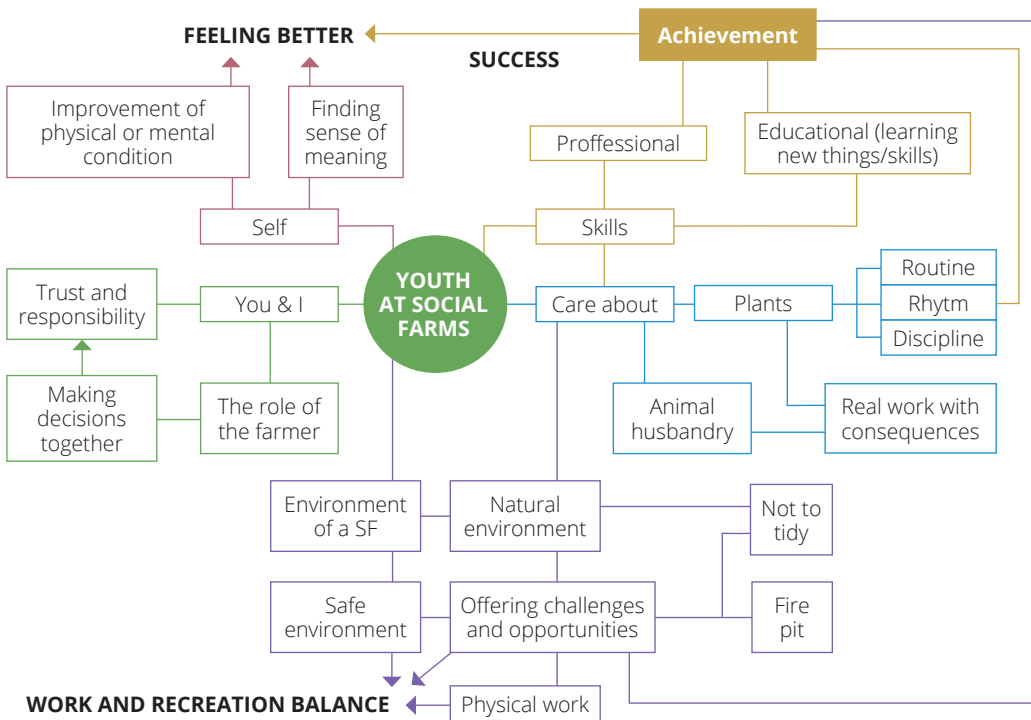 FEELING BETTER
SUCCESS
Achievement
Improvement of
physical or mental
condition
Finding
sense of
meaning
Proffessional
Educational (learning
new things/skills)
Self
Skills
YOUTH
AT SOCIAL
FARMS
Trust and
responsibility
You & I
Care about
Plants
Routine
Rhytm
Discipline
Making
decisions
together
The role of
the farmer
Animal
husbandry
Real work with
consequences
Environment
of a SF
Natural
environment
Not to
tidy
Safe
environment
Offering challenges
and opportunities
Fire
pit
WORK AND RECREATION BALANCE
Physical work